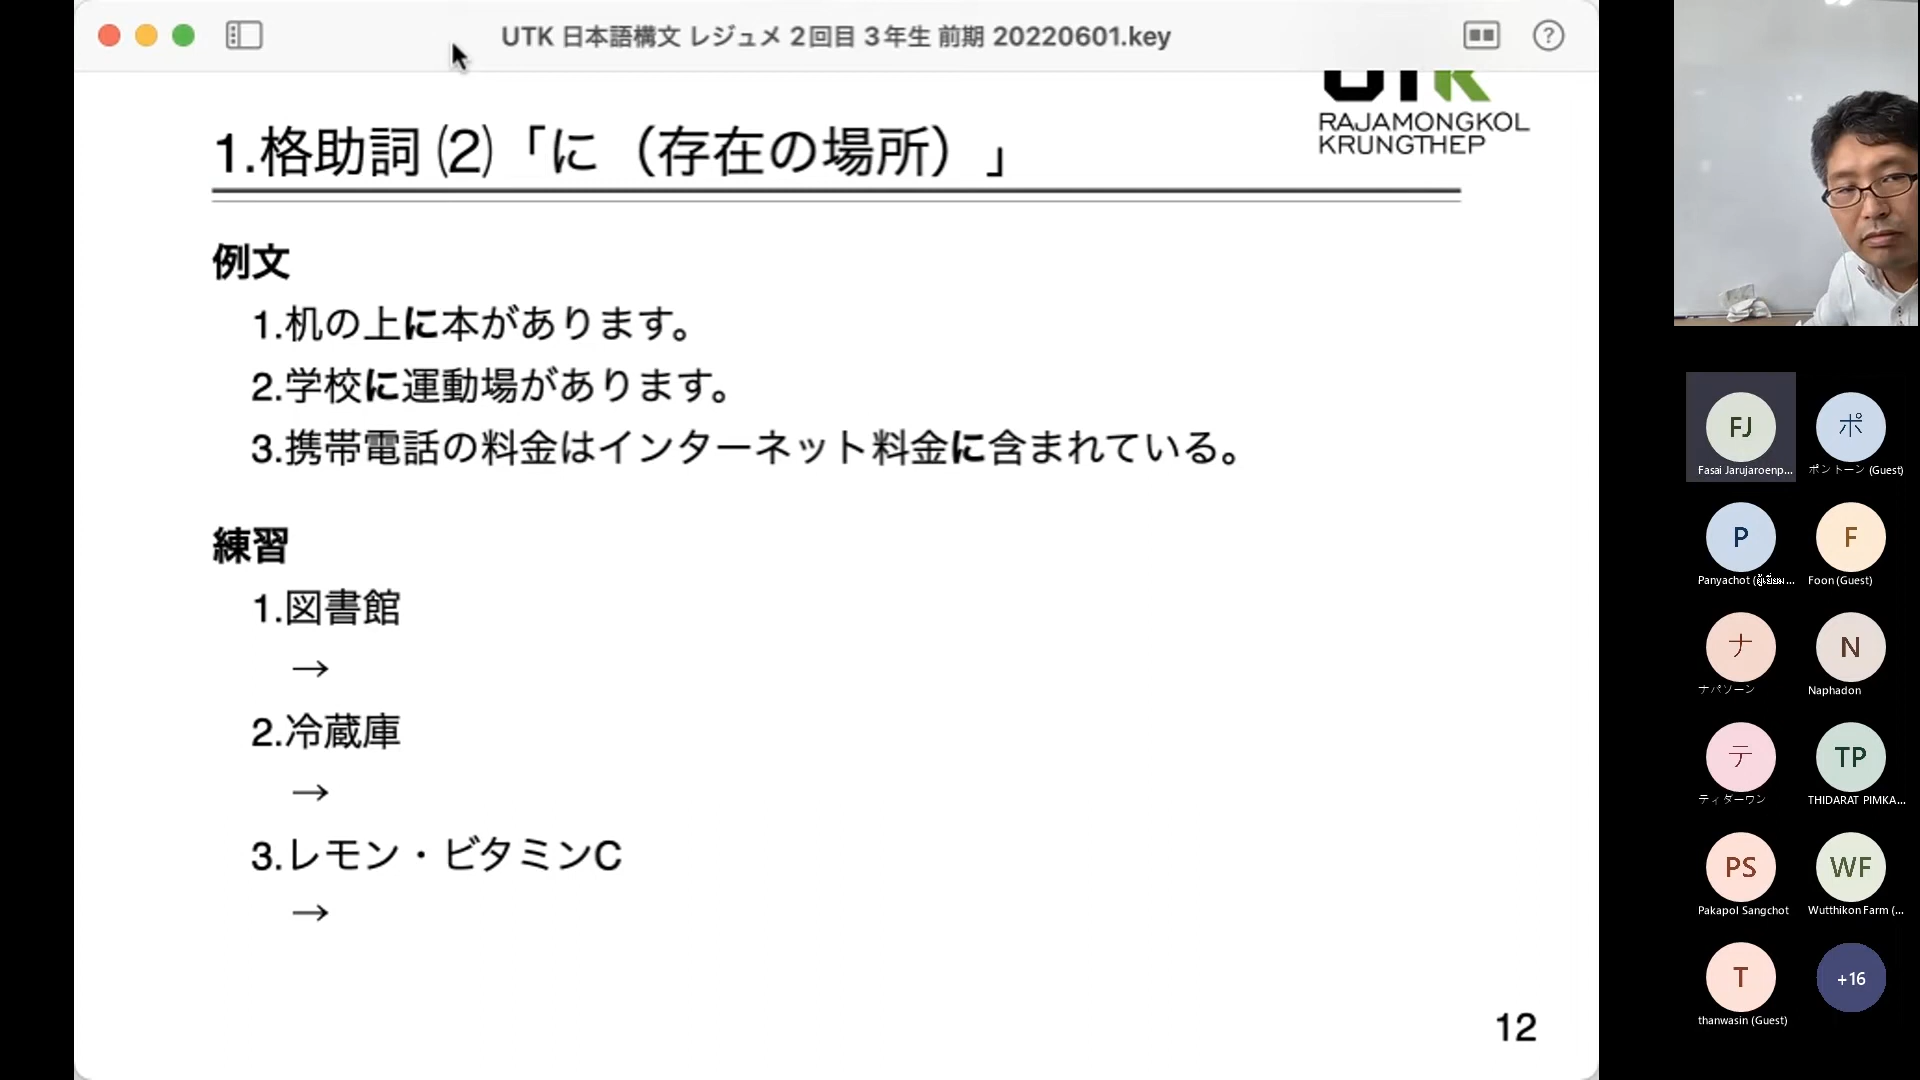 UTK 日本語構文 レジュメ 2回目 3年生 前期 20220601.key
UTK
RAJAMONGKOL
KRUNGTHEP
1.格助詞 ⑵「に（存在の場所）」
例文
1.机の上に本があります。
2.学校に運動場があります。
3.携帯電話の料金はインターネット料金に含まれている。
練習
1.図書館
→
2.冷蔵庫
→
3.レモン・ビタミンC
→
12
FJ
Fasai Jarujaroenp...
ポ
ポントーン (Guest)
P
Panyachot (ผู้เยี่ยม...
F
Foon (Guest)
ナ
ナパソーン
N
Naphadon
テ
ティダーワン
TP
THIDARAT PIMKA...
PS
Pakapol Sangchot
WF
Wutthikon Farm (...
T
thanwasin (Guest)
+16